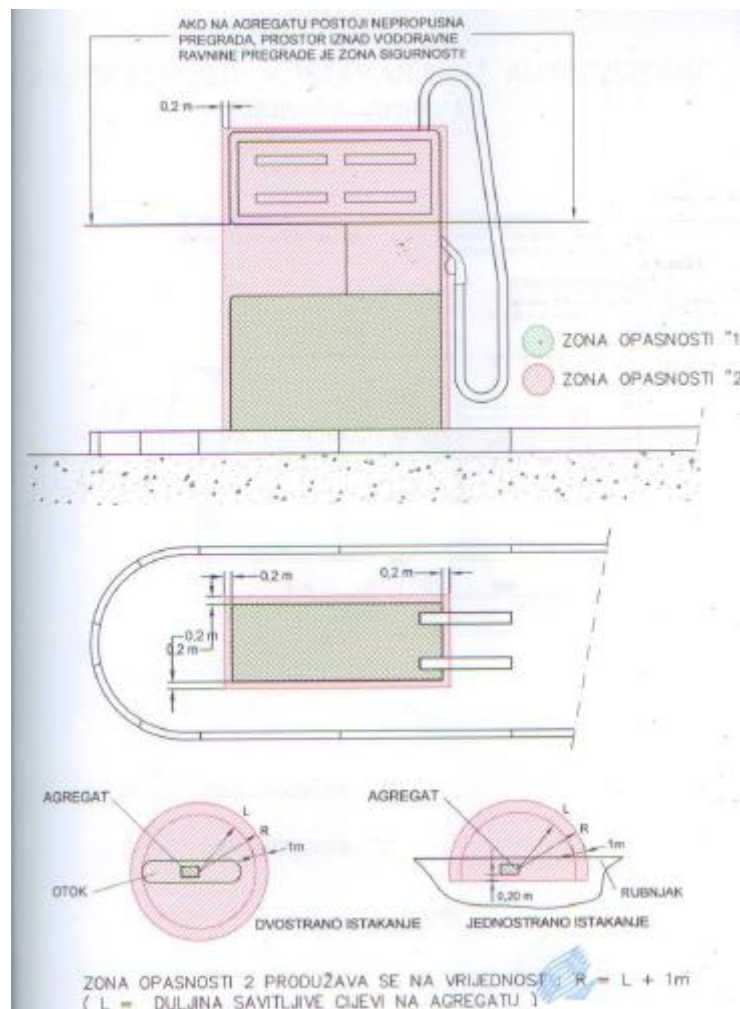 AKO NA AGREGATU POSTOJI NEPROPUSNA
PREGRADA, PROSTOR IZNAD VODORAVNE
RAVNINE PREGRADE JE ZONA SIGURNOSTI!
0,2 m
ZONA OPASNOSTI "1
ZONA OPASNOSTI "2
0,2 m
0,2 m
0,2 m
0,2 m
AGREGAT
L
R
1m
OTOK
DVOSTRANO ISTAKANJE
AGREGAT
L
R
1m
0,20 m
RUBNJAK
JEDNOSTRANO ISTAKANJE
ZONA OPASNOSTI 2 PRODUŽAVA SE NA VRIJEDNOST : R = L + 1m
( L = DULJINA SAVITLJIVE CIJEVI NA AGREGATU )